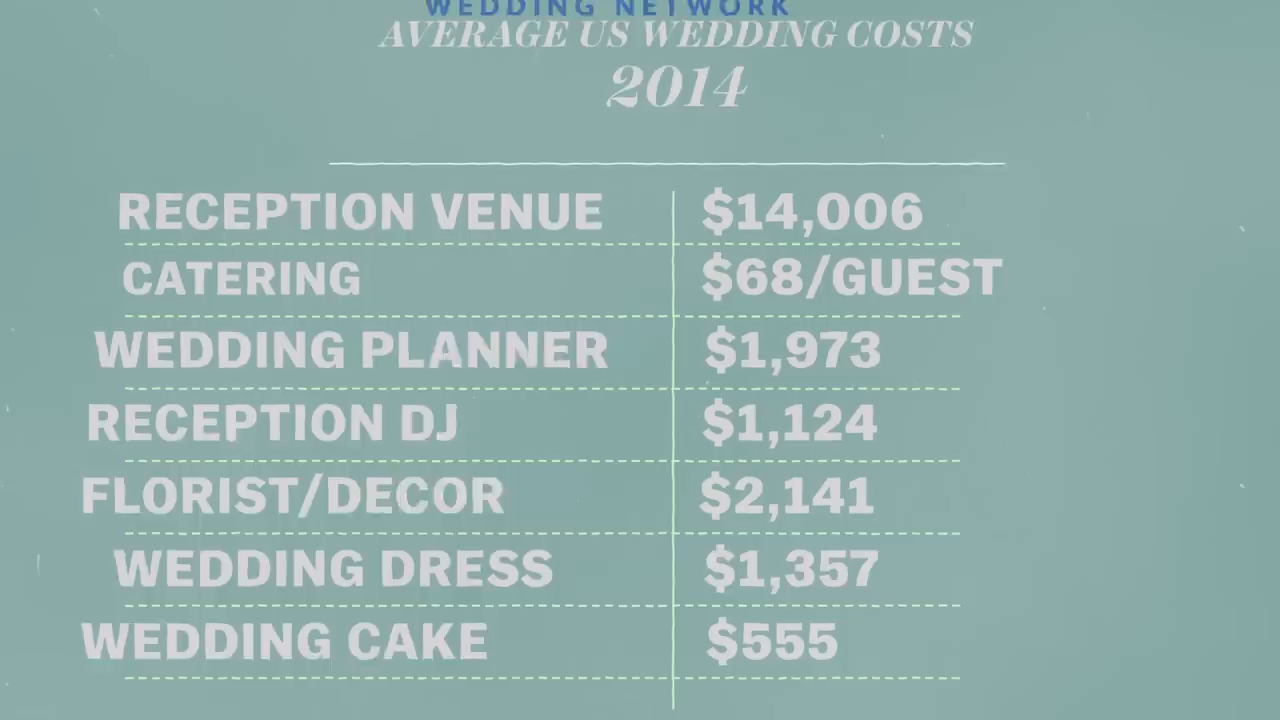 WEDDING NETWORK
AVERAGE US WEDDING COSTS
2014
RECEPTION VENUE $14,006
CATERING $68/GUEST
WEDDING PLANNER $1,973
RECEPTION DJ $1,124
FLORIST/DECOR $2,141
WEDDING DRESS $1,357
WEDDING CAKE $555